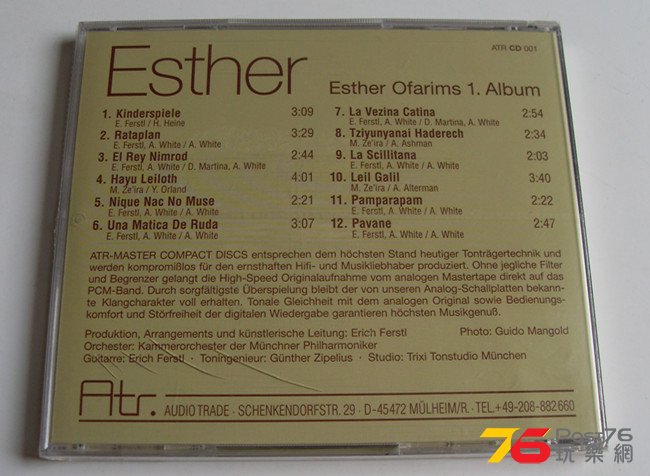 ATR CD 001
Esther
Esther Ofarims 1. Album
1. Kinderspiele 3:09
E. Ferstl / H. Heine
2. Rataplan 3:29
E. Ferstl, A. White / A. White
3. El Rey Nimrod 2:44
E. Ferstl, A. White / D. Martina, A. White
4. Hayu Leiloth 4:01
M. Ze'ira / Y. Orland
5. Nique Nac No Muse 2:21
E. Ferstl, A. White / A. White
6. Una Matica De Ruda 3:07
E. Ferstl, A. White / A. White
7. La Vezina Catina 2:54
E. Ferstl, A. White / D. Martina, A. White
8. Tziyunyanai Haderech 2:34
M. Ze'ira / A. Ashman
9. La Scillitana 2:03
E. Ferstl, A. White / A. White
10. Leil Galil 3:40
M. Ze'ira / A. Alterman
11. Pamparapam 2:22
E. Ferstl, A. White / A. White
12. Pavane 2:47
E. Ferstl, A. White / A. White
ATR-MASTER COMPACT DISCS entsprechen dem höchsten Stand heutiger Tonträgertechnik und
werden kompromißlos für den ernsthaften Hifi- und Musikliebhaber produziert. Ohne jegliche Filter
und Begrenzer gelangt die High-Speed Originalaufnahme vom analogen Mastertape direkt auf das
PCM-Band. Durch sorgfältigste Überspielung bleibt der von unseren Analog-Schallplatten bekann-
te Klangcharakter voll erhalten. Tonale Gleichheit mit dem analogen Original sowie Bedienungs-
komfort und Störfreiheit der digitalen Wiedergabe garantieren höchsten Musikgenuß.
Produktion, Arrangements und künstlerische Leitung: Erich Ferstl Photo: Guido Mangold
Orchester: Kammerorchester der Münchner Philharmoniker
Guitarre: Erich Ferstl · Toningenieur: Günther Zipelius · Studio: Trixi Tonstudio München
Atr. AUDIO TRADE · SCHENKENDORFSTR. 29 · D-45472 MÜLHEIM/R. · TEL.+49-208-882660
76 Post76
玩樂網